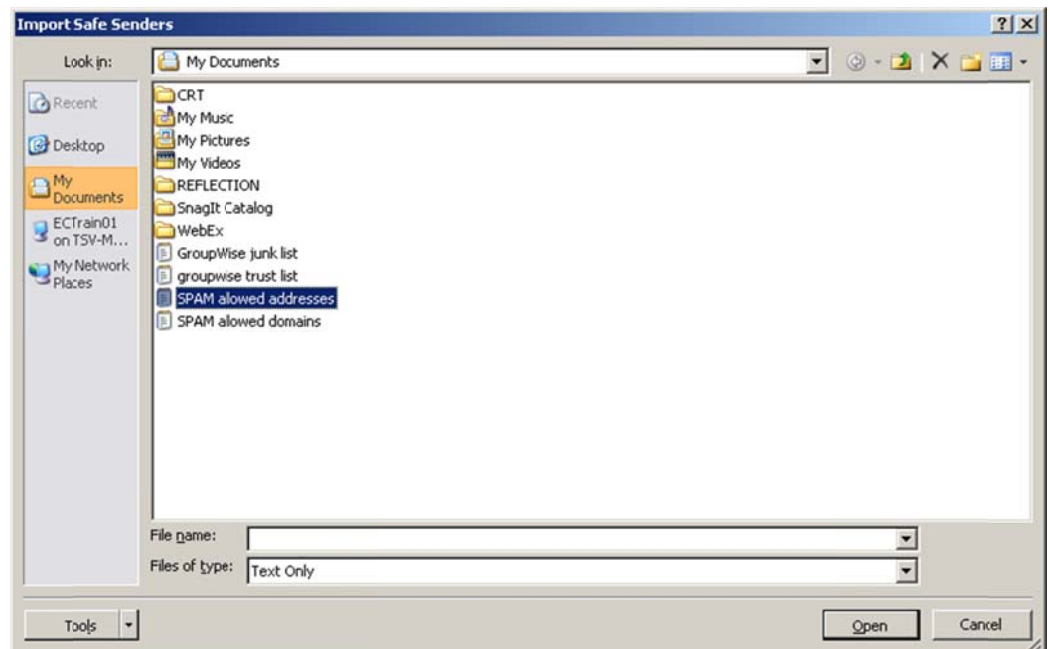 Import Safe Senders
Look in:
My Documents
Recent
Desktop
My
Documents
ECTrain01
on TSV-M...
My Network
Places
CRT
My Music
My Pictures
My Videos
REFLECTION
SnagIt Catalog
WebEx
GroupWise junk list
groupwise trust list
SPAM alowed addresses
SPAM alowed domains
File name:
Files of type:
Text Only
Tools
Open
Cancel